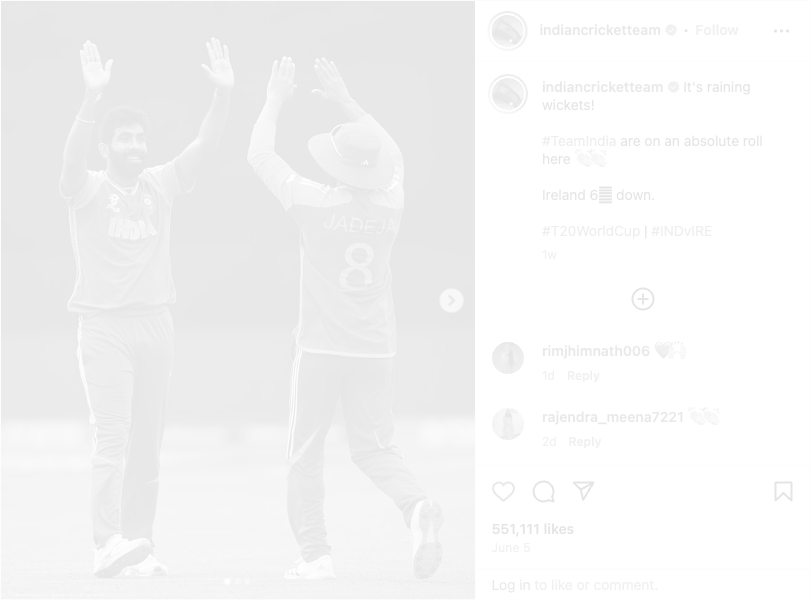 indiancricketteam • Follow
indiancricketteam It's raining
wickets!
#TeamIndia are on an absolute roll
here 👏👏
Ireland 6 down.
#T20WorldCup | #INDvIRE
1w
rimjhimnath006
1d Reply
rajendra_meena7221
2d Reply
551,111 likes
June 5
Log in to like or comment.
INDIA
JADEJA
8